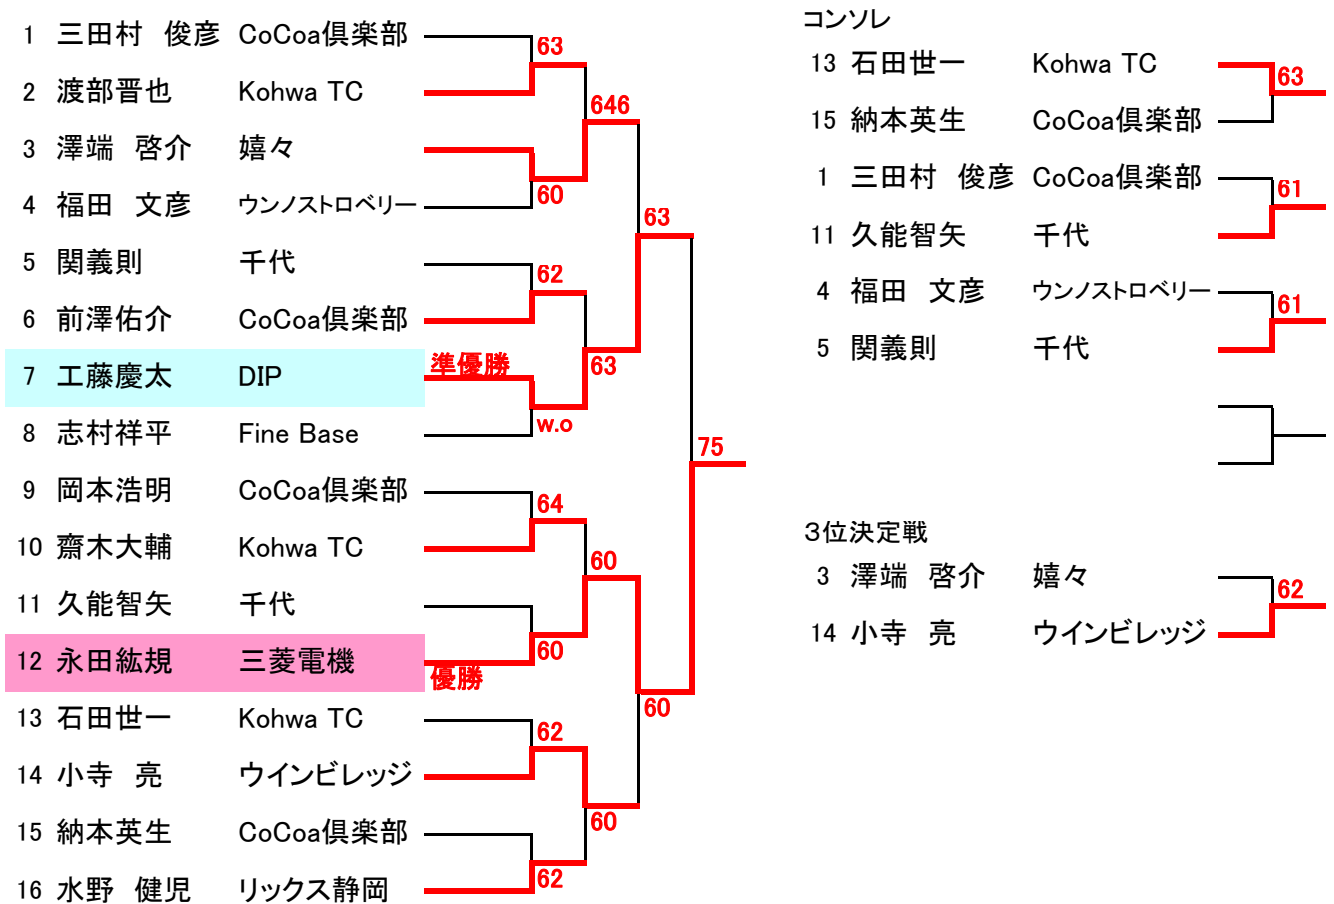 1 三田村　俊彦 CoCoa倶楽部
63
2 渡部晋也 Kohwa TC
646
3 澤端　啓介 嬉々
60
4 福田　文彦 ウンノストロベリー
63
5 関義則 千代
62
6 前澤佑介 CoCoa倶楽部
63
7 工藤慶太 DIP 準優勝
w.o
8 志村祥平 Fine Base
75
9 岡本浩明 CoCoa倶楽部
64
10 齋木大輔 Kohwa TC
60
11 久能智矢 千代
60
12 永田紘規 三菱電機 優勝
60
13 石田世一 Kohwa TC
62
14 小寺　亮 ウインビレッジ
60
15 納本英生 CoCoa倶楽部
62
16 水野　健児 リックス静岡
コンソレ
13 石田世一 Kohwa TC
63
15 納本英生 CoCoa倶楽部
1 三田村　俊彦 CoCoa倶楽部
61
11 久能智矢 千代
4 福田　文彦 ウンノストロベリー
61
5 関義則 千代
３位決定戦
3 澤端　啓介 嬉々
62
14 小寺　亮 ウインビレッジ